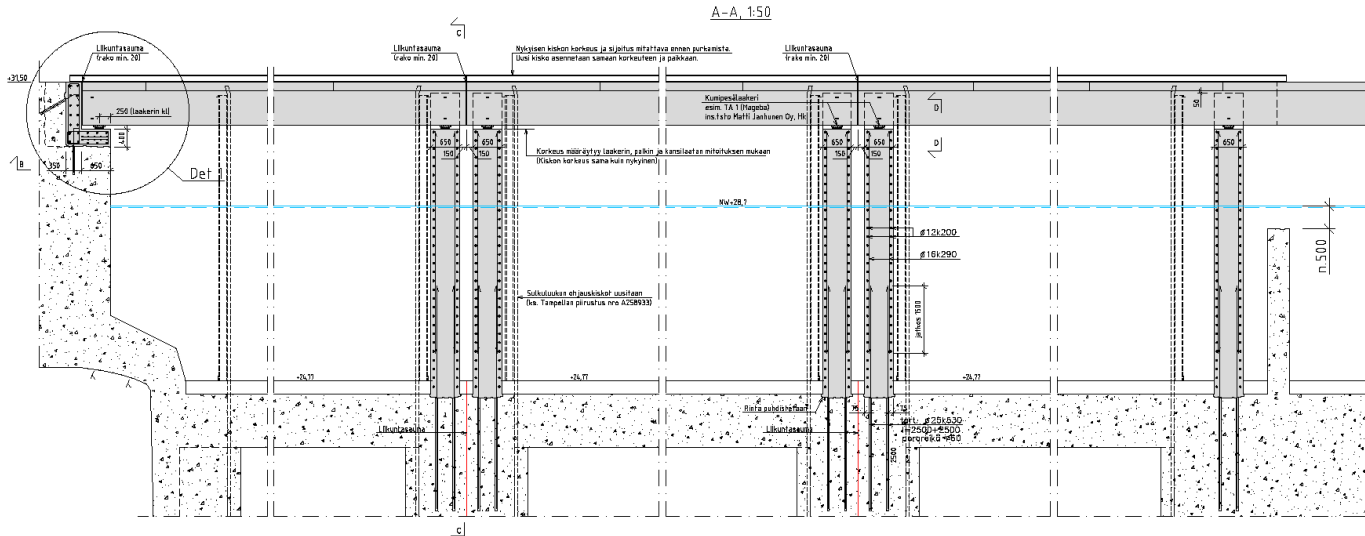 A-A, 1:50
C
Liikuntasauma
(rako min. 20)
Liikuntasauma
(rako min. 20)
Nykyisen kiskon korkeus ja sijoitus mitattava ennen purkamista.
Uusi kisko asennetaan samaan korkeuteen ja paikkaan.
Liikuntasauma
(rako min. 20)
+31,50
250 (laakerin kl)
400
Kumipesälaakeri
esim. TA 1 (Mageba)
ins.tsto Matti Janhunen Oy, Hki
D
50
650
650
650
650
650
150
150
150
150
D
Korkeus määräytyy laakerin, palkin ja kansilaatan mitoituksen mukaan
(Kiskon korkeus sama kuin nykyinen)
B
350
650
Det
NW+28,7
Ø12k200
Ø16k290
n.500
Sulkuluukun ohjauskiskot uusitaan
(ks. Tampellan piirustus nro A258933)
jatkos 1500
+24,77
+24,77
+24,77
Pinta puhdistetaan
75
Liikuntasauma
Liikuntasauma
Ø25k530
2500
C